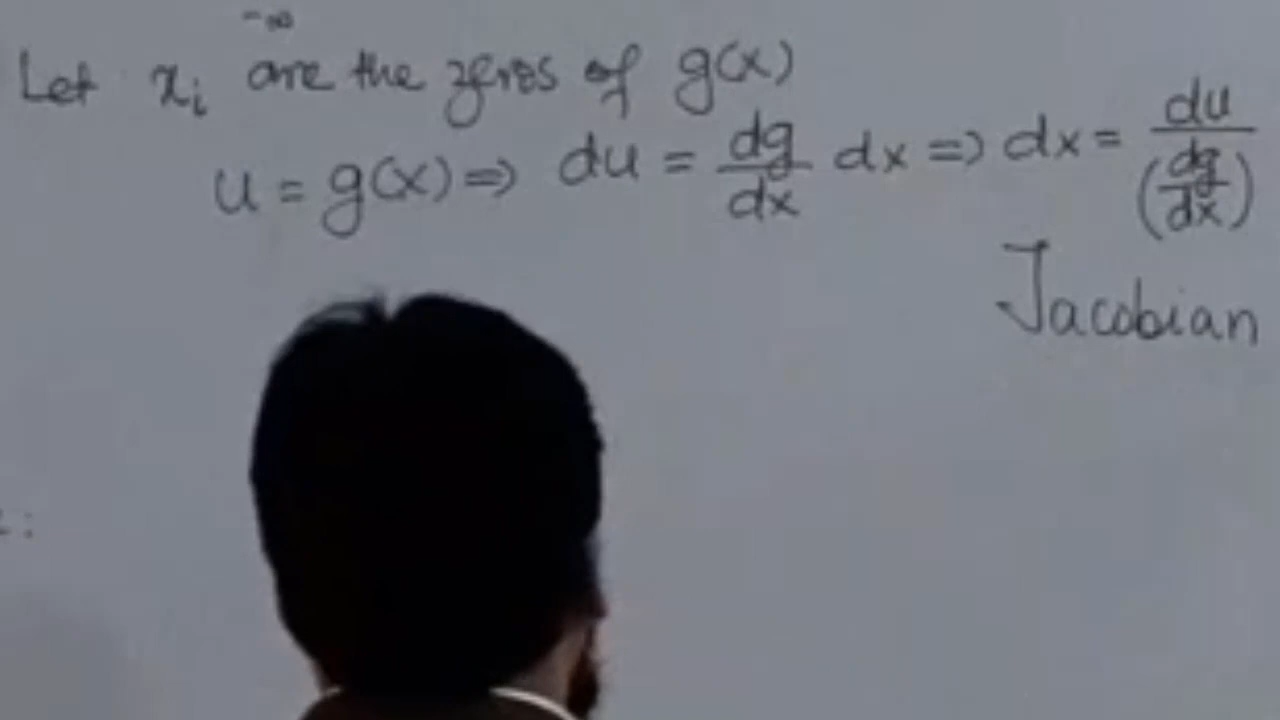 -∞
Let xᵢ are the zeros of g(x)
u = g(x) ⇒ du = dg/dx dx ⇒ dx = du/(dg/dx)
Jacobian